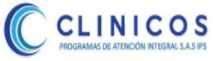 CLINICOS
PROGRAMAS DE ATENCIÓN INTEGRAL S.A.S IPS